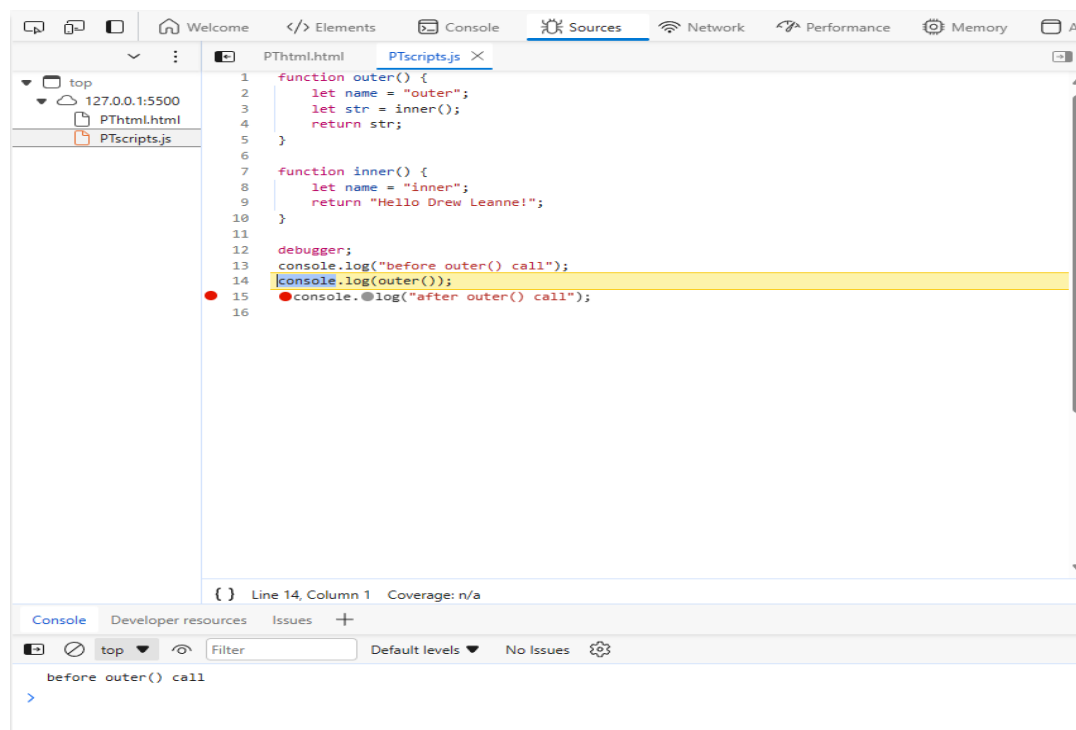 Welcome </> Elements Console Sources Network Performance Memory
PThtml.html PTscripts.js
top
127.0.0.1:5500
PThtml.html
PTscripts.js
1 function outer() {
2 let name = "outer";
3 let str = inner();
4 return str;
5 }
6
7 function inner() {
8 let name = "inner";
9 return "Hello Drew Leanne!";
10 }
11
12 debugger;
13 console.log("before outer() call");
14 console.log(outer());
15 console.log("after outer() call");
16
{ } Line 14, Column 1 Coverage: n/a
Console Developer resources Issues +
top Filter Default levels No Issues
before outer() call
>